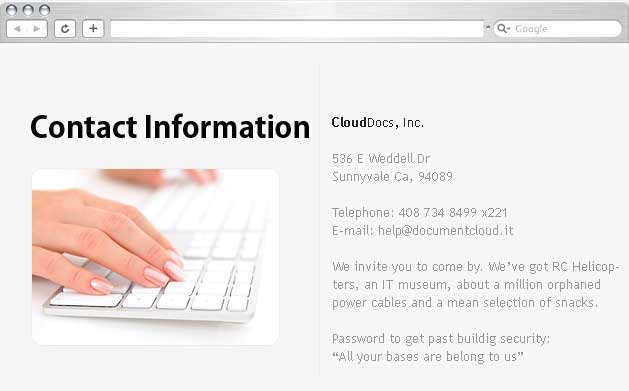 Google
Contact Information
CloudDocs, Inc.
536 E Weddell Dr
Sunnyvale Ca, 94089
Telephone: 408 734 8499 x221
E-mail: help@documentcloud.it
We invite you to come by. We’ve got RC Helicop-
ters, an IT museum, about a million orphaned
power cables and a mean selection of snacks.
Password to get past buildig security:
“All your bases are belong to us”